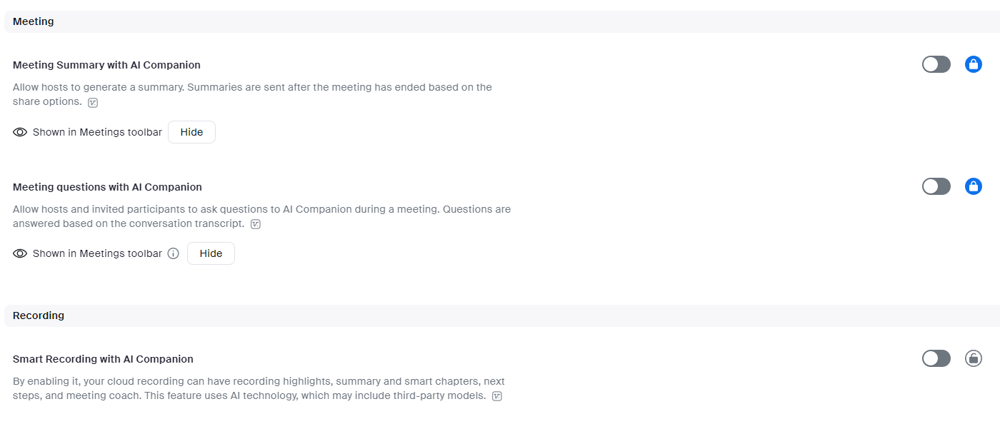 Meeting
Meeting Summary with AI Companion
Allow hosts to generate a summary. Summaries are sent after the meeting has ended based on the
share options.
Shown in Meetings toolbar Hide
Meeting questions with AI Companion
Allow hosts and invited participants to ask questions to AI Companion during a meeting. Questions are
answered based on the conversation transcript.
Shown in Meetings toolbar Hide
Recording
Smart Recording with AI Companion
By enabling it, your cloud recording can have recording highlights, summary and smart chapters, next
steps, and meeting coach. This feature uses AI technology, which may include third-party models.